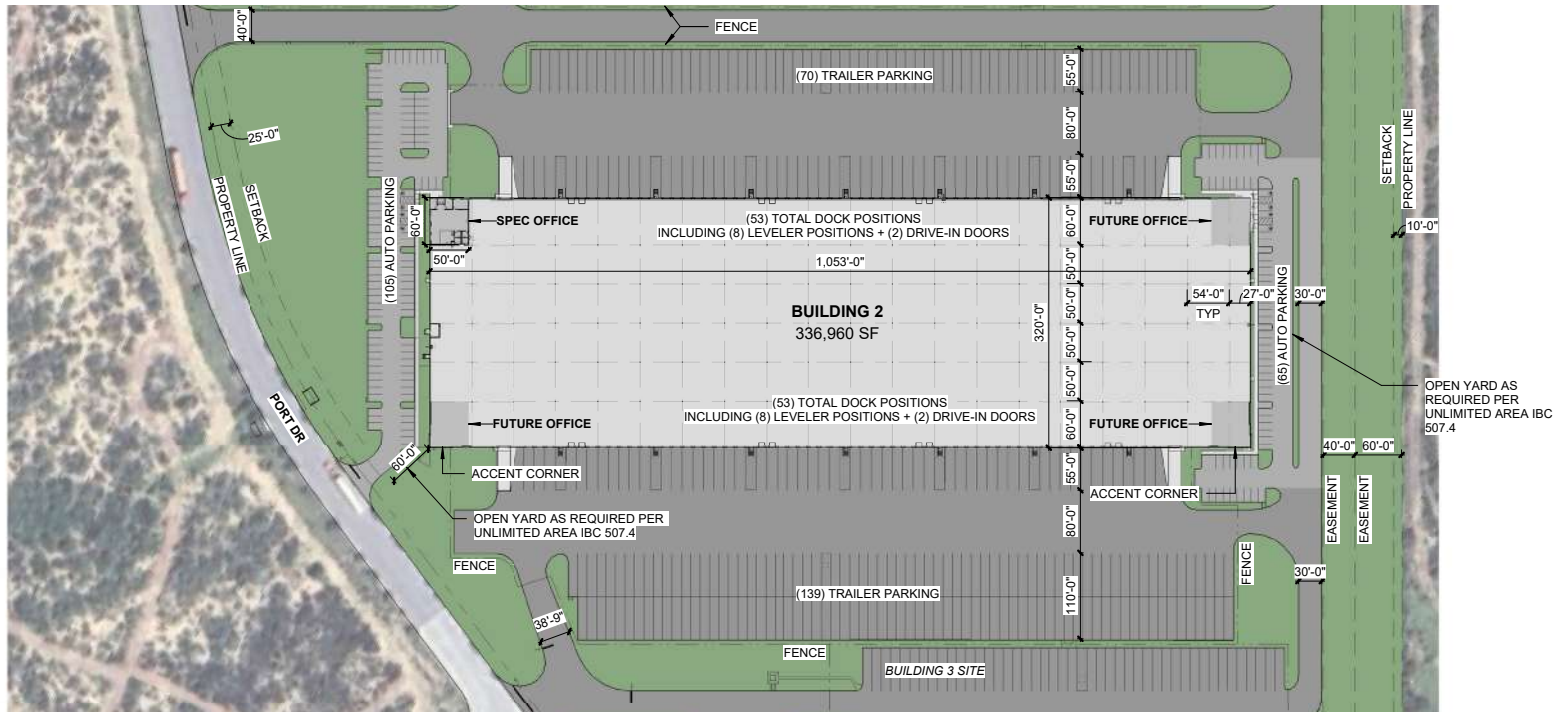 40'-0"
FENCE
(70) TRAILER PARKING
55'-0"
25'-0"
80'-0"
SETBACK
PROPERTY LINE
PROPERTY LINE
SETBACK
55'-0"
(105) AUTO PARKING
60'-0"
SPEC OFFICE
(53) TOTAL DOCK POSITIONS
INCLUDING (8) LEVELER POSITIONS + (2) DRIVE-IN DOORS
FUTURE OFFICE
60'-0"
10'-0"
50'-0"
1,053'-0"
50'-0"
54'-0"
TYP
27'-0"
30'-0"
BUILDING 2
336,960 SF
320'-0"
50'-0"
50'-0"
50'-0"
(65) AUTO PARKING
OPEN YARD AS
REQUIRED PER
UNLIMITED AREA IBC
507.4
PORT DR
(53) TOTAL DOCK POSITIONS
INCLUDING (8) LEVELER POSITIONS + (2) DRIVE-IN DOORS
FUTURE OFFICE
FUTURE OFFICE
60'-0"
60'-0"
ACCENT CORNER
55'-0"
ACCENT CORNER
40'-0"
60'-0"
EASEMENT
EASEMENT
OPEN YARD AS REQUIRED PER
UNLIMITED AREA IBC 507.4
80'-0"
FENCE
FENCE
30'-0"
(139) TRAILER PARKING
110'-0"
38'-9"
FENCE
BUILDING 3 SITE